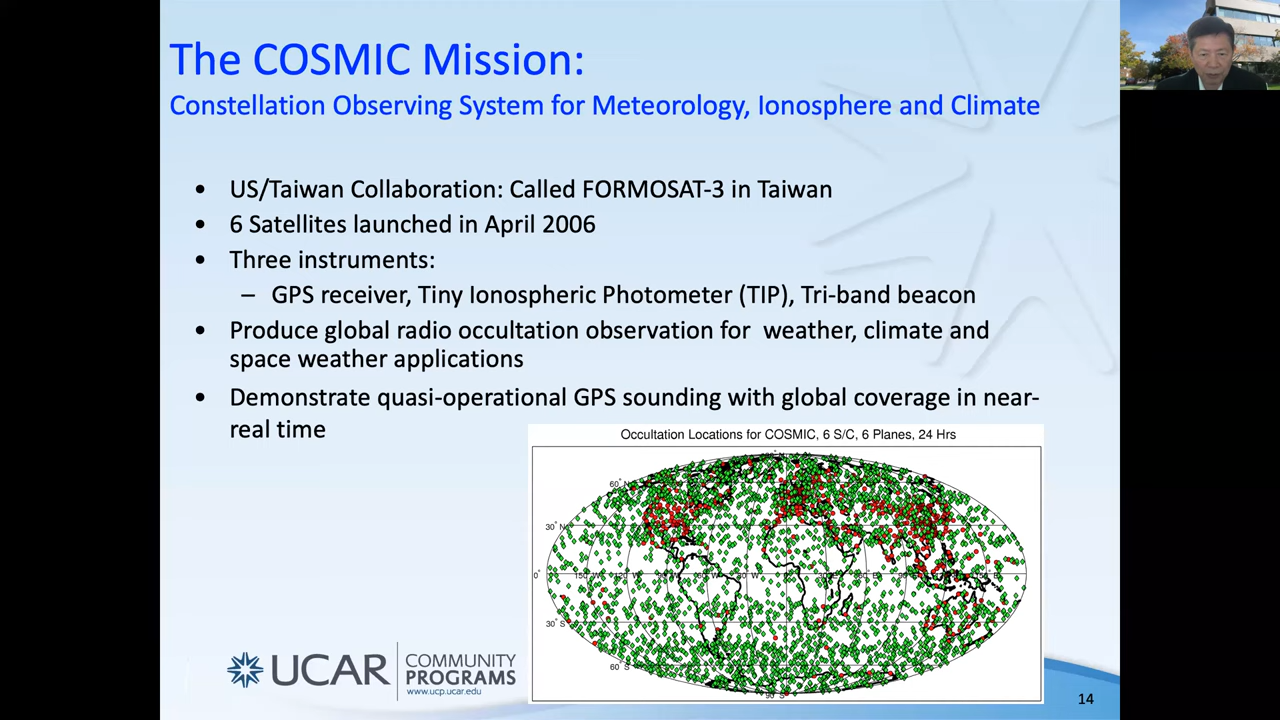 The COSMIC Mission:
Constellation Observing System for Meteorology, Ionosphere and Climate
• US/Taiwan Collaboration: Called FORMOSAT-3 in Taiwan
• 6 Satellites launched in April 2006
• Three instruments:
– GPS receiver, Tiny Ionospheric Photometer (TIP), Tri-band beacon
• Produce global radio occultation observation for weather, climate and
space weather applications
• Demonstrate quasi-operational GPS sounding with global coverage in near-
real time
Occultation Locations for COSMIC, 6 S/C, 6 Planes, 24 Hrs
30° N
30° S
60° S
UCAR
COMMUNITY
PROGRAMS
www.ucp.ucar.edu
14